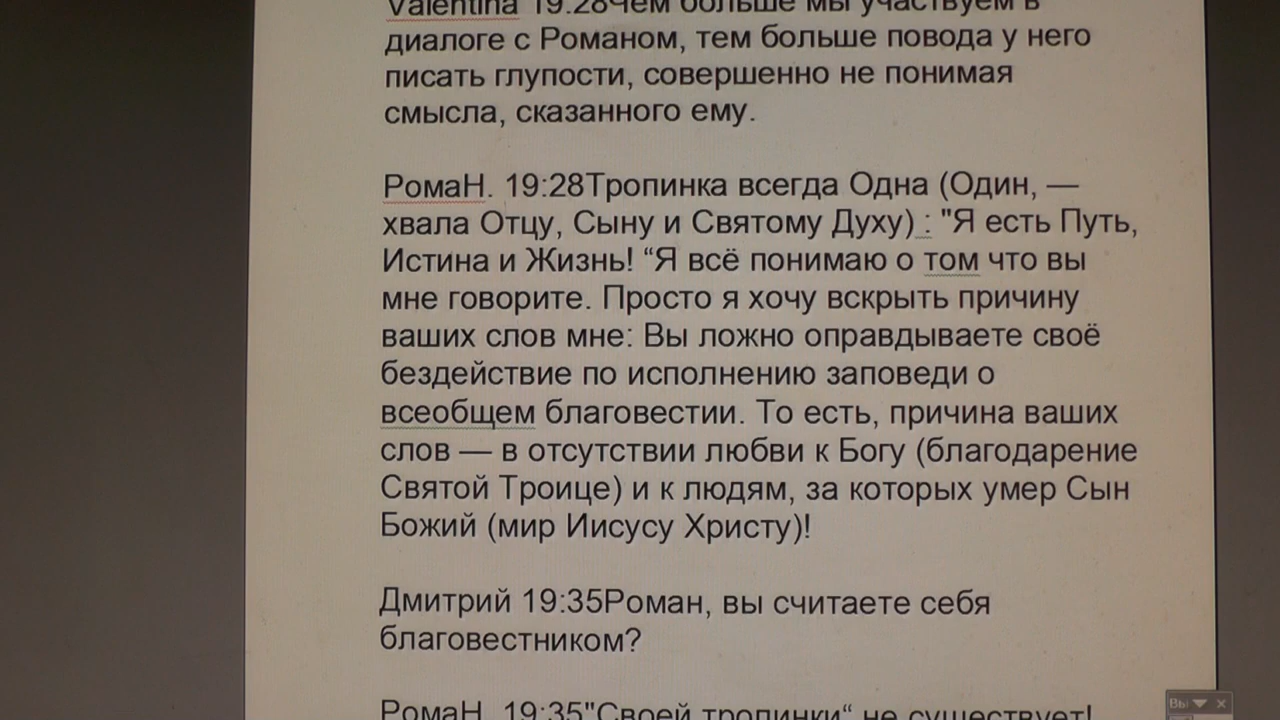 Valentina 19:28Чем больше мы участвуем в
диалоге с Романом, тем больше повода у него
писать глупости, совершенно не понимая
смысла, сказанного ему.
РомаН. 19:28Тропинка всегда Одна (Один, —
хвала Отцу, Сыну и Святому Духу) : "Я есть Путь,
Истина и Жизнь! “Я всё понимаю о том что вы
мне говорите. Просто я хочу вскрыть причину
ваших слов мне: Вы ложно оправдываете своё
бездействие по исполнению заповеди о
всеобщем благовестии. То есть, причина ваших
слов — в отсутствии любви к Богу (благодарение
Святой Троице) и к людям, за которых умер Сын
Божий (мир Иисусу Христу)!
Дмитрий 19:35Роман, вы считаете себя
благовестником?
РомаН. 19:35"Своей тропинки“ не существует!
Вы